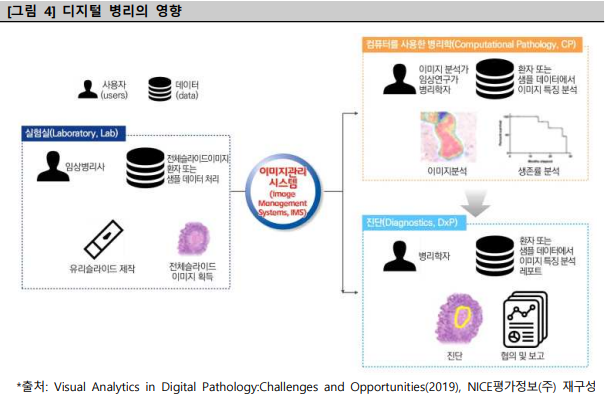 [그림 4] 디지털 병리의 영향
사용자
(users)
데이터
(data)
실험실(Laboratory, Lab)
임상병리사
전체슬라이드이미지
환자 또는
샘플 데이터 처리
유리슬라이드 제작
전체슬라이드
이미지 획득
이미지관리
시스템
(Image
Management
Systems, IMS)
컴퓨터를 사용한 병리학(Computational Pathology, CP)
이미지 분석가
임상연구가
병리학자
환자 또는
샘플 데이터에서
이미지 특징 분석
이미지분석
생존률 분석
진단(Diagnostics, DxP)
병리학자
환자 또는
샘플 데이터에서
이미지 특징 분석
레포트
진단
협의 및 보고
*출처: Visual Analytics in Digital Pathology:Challenges and Opportunities(2019), NICE평가정보(주) 재구성